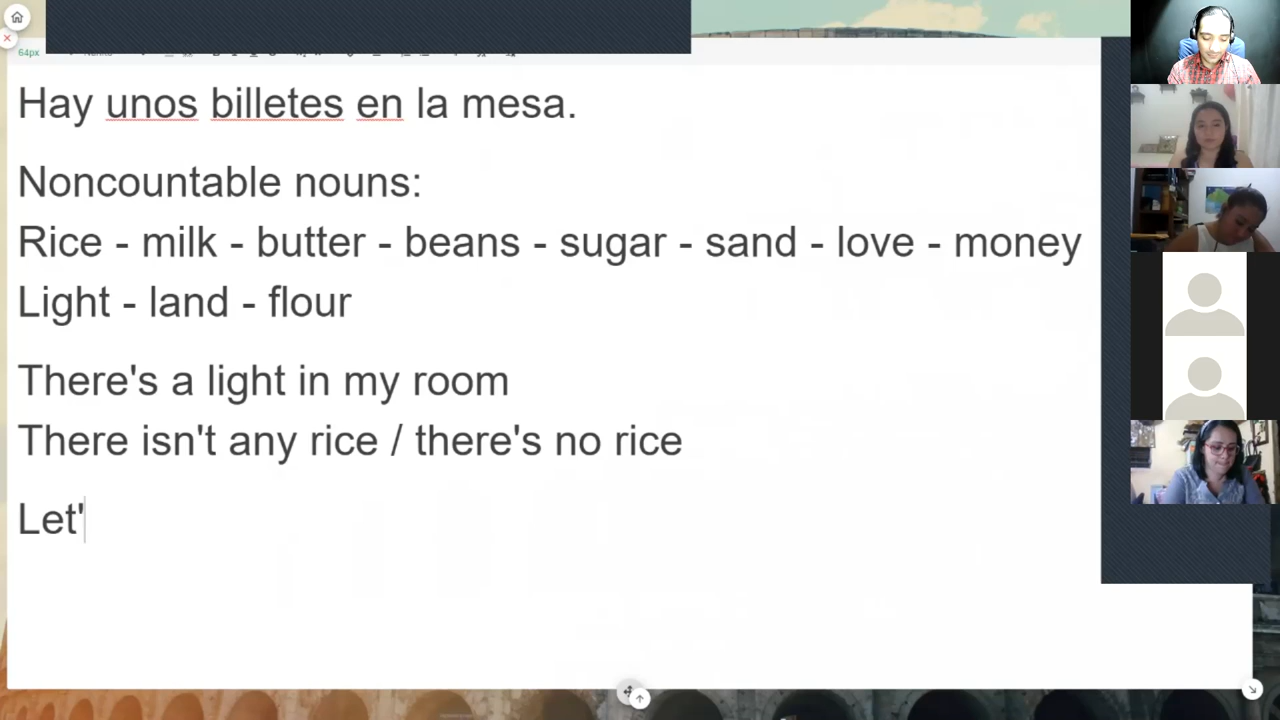 64px
Hay unos billetes en la mesa.
Noncountable nouns:
Rice - milk - butter - beans - sugar - sand - love - money
Light - land - flour
There's a light in my room
There isn't any rice / there's no rice
Let'